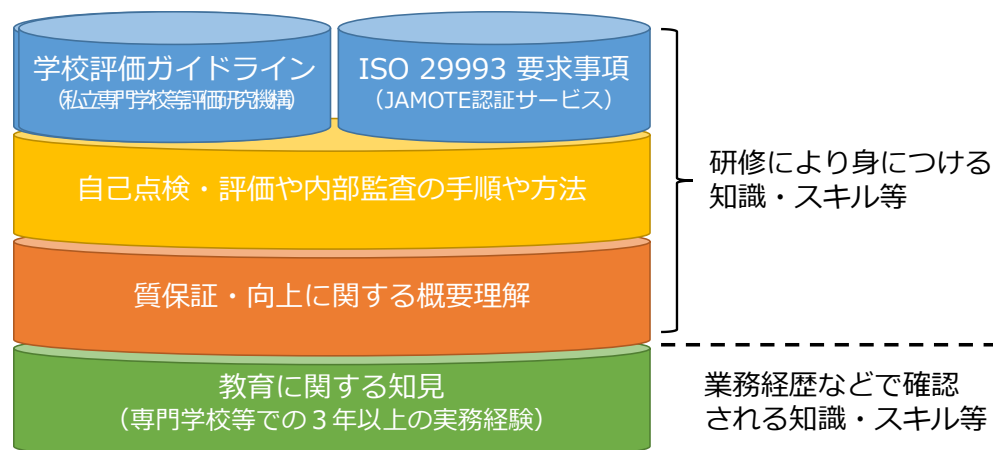 学校評価ガイドライン
（私立専門学校等評価研究機構）
ISO 29993 要求事項
（JAMOTE認証サービス）
自己点検・評価や内部監査の手順や方法
質保証・向上に関する概要理解
教育に関する知見
（専門学校等での３年以上の実務経験）
研修により身につける
知識・スキル等
業務経歴などで確認
される知識・スキル等